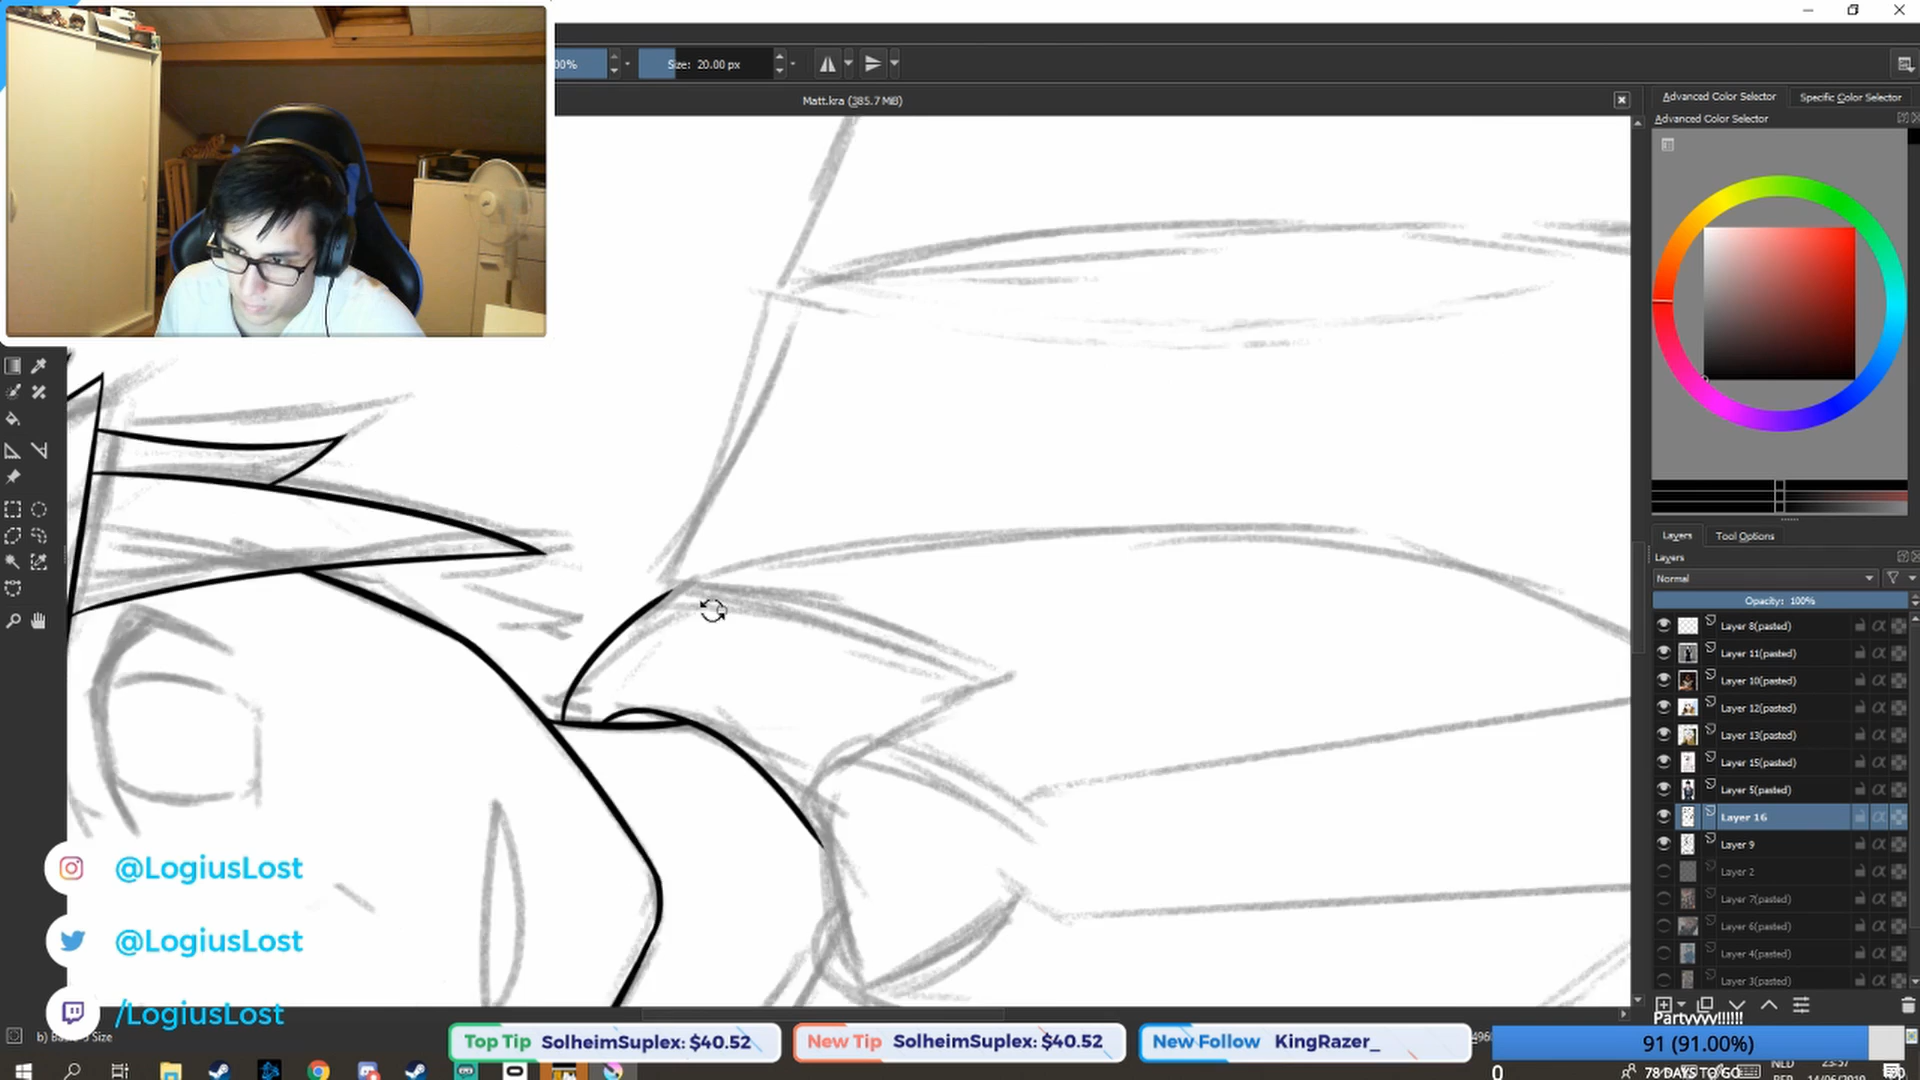 00%
Size: 20.00 px
Matt.kra (385.7 MiB)
Advanced Color Selector
Specific Color Selector
Advanced Color Selector
Layers
Tool Options
Layers
Normal
Opacity: 100%
Layer 8(pasted)
Layer 11(pasted)
Layer 10(pasted)
Layer 12(pasted)
Layer 13(pasted)
Layer 15(pasted)
Layer 5(pasted)
Layer 16
Layer 9
Layer 2
Layer 7(pasted)
Layer 6(pasted)
Layer 4(pasted)
Layer 3(pasted)
@LogiusLost
@LogiusLost
/LogiusLost
Partyyyy!!!!!!
Top Tip SolheimSuplex: $40.52
New Tip SolheimSuplex: $40.52
New Follow KingRazer_
91 (91.00%)
0
78 DAYS TO GO
NLD